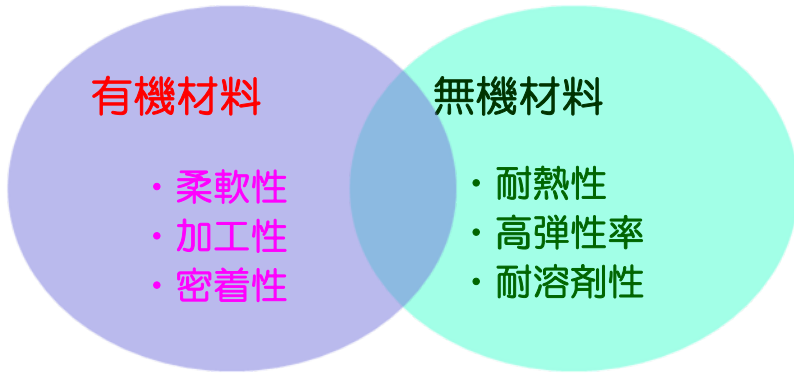 有機材料
・柔軟性
・加工性
・密着性
無機材料
・耐熱性
・高弾性率
・耐溶剤性